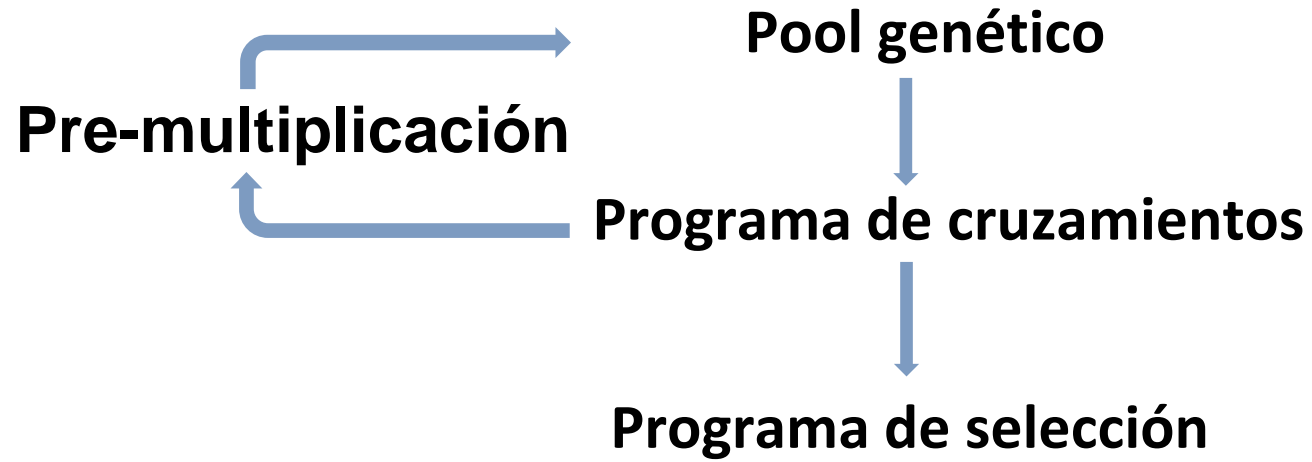 Pool genético
Pre-multiplicación
Programa de cruzamientos
Programa de selección